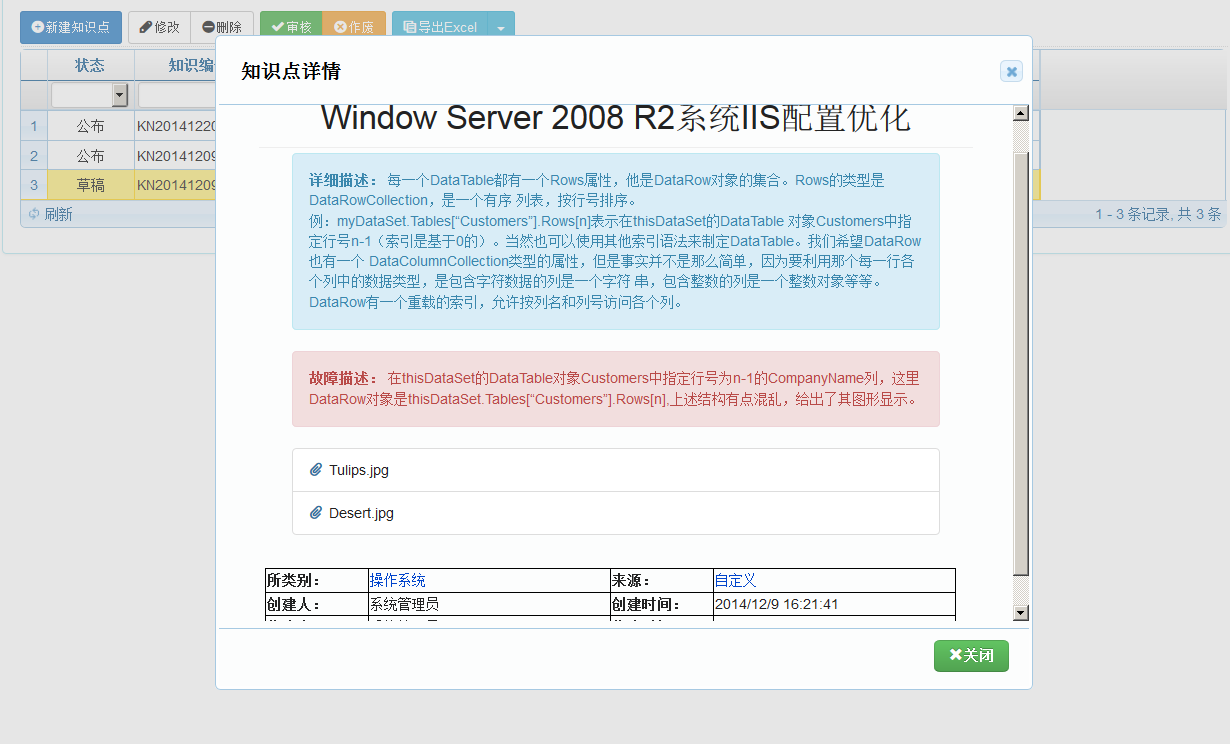 新建知识点 修改 删除 审核 作废 导出Excel
状态 知识编
1 公布 KN20141220
2 公布 KN20141209
3 草稿 KN20141209
刷新
1 - 3 条记录, 共 3 条
知识点详情
Window Server 2008 R2系统IIS配置优化
详细描述： 每一个DataTable都有一个Rows属性，他是DataRow对象的集合。Rows的类型是
DataRowCollection，是一个有序 列表，按行号排序。
例：myDataSet.Tables[“Customers”].Rows[n]表示在thisDataSet的DataTable 对象Customers中指
定行号n-1（索引是基于0的）。当然也可以使用其他索引语法来制定DataTable。我们希望DataRow
也有一个 DataColumnCollection类型的属性，但是事实并不是那么简单，因为要利用那个每一行各
个列中的数据类型，是包含字符数据的列是一个字符 串，包含整数的列是一个整数对象等等。
DataRow有一个重载的索引，允许按列名和列号访问各个列。
故障描述： 在thisDataSet的DataTable对象Customers中指定行号为n-1的CompanyName列，这里
DataRow对象是thisDataSet.Tables[“Customers”].Rows[n],上述结构有点混乱，给出了其图形显示。
Tulips.jpg
Desert.jpg
所类别： 操作系统 来源： 自定义
创建人： 系统管理员 创建时间： 2014/12/9 16:21:41
关闭